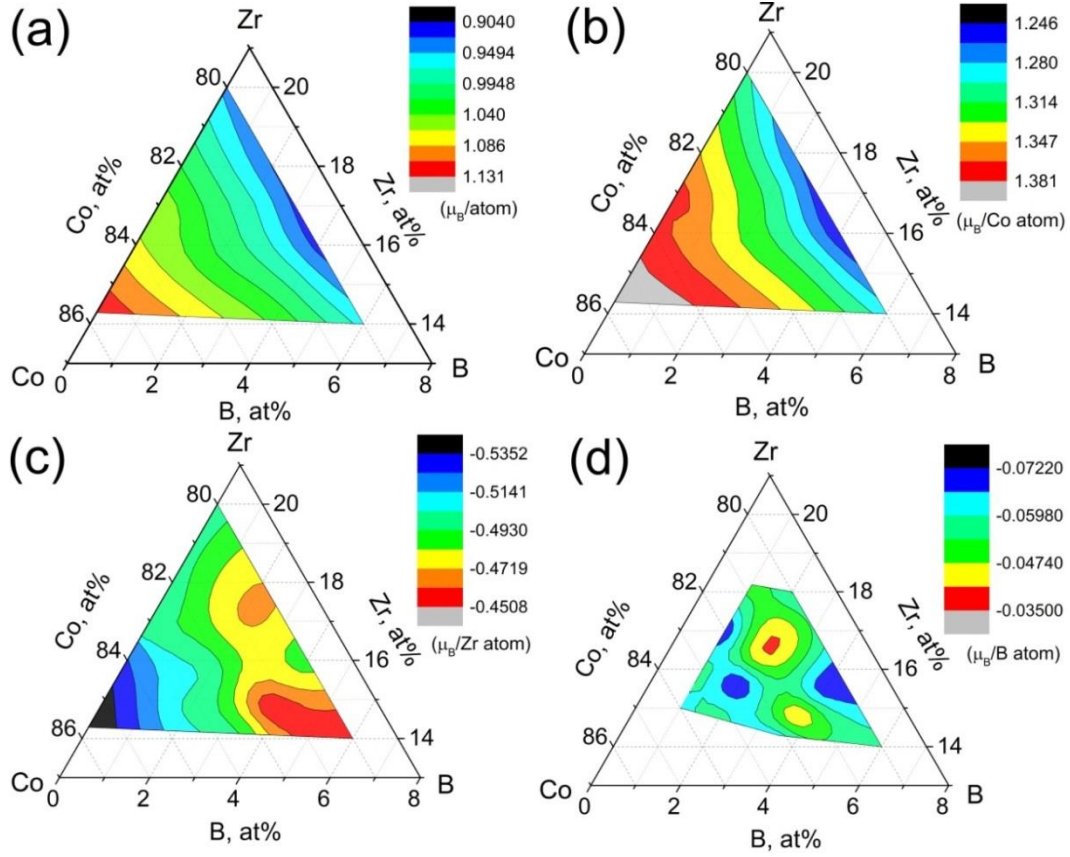 (a)
Zr
80
82
84
86
Co, at%
20
18
16
14
Zr, at%
Co
B
0
2
4
6
8
B, at%
0.9040
0.9494
0.9948
1.040
1.086
1.131
(μB/atom)
(b)
Zr
80
82
84
86
Co, at%
20
18
16
14
Zr, at%
Co
B
0
2
4
6
8
B, at%
1.246
1.280
1.314
1.347
1.381
(μB/Co atom)
(c)
Zr
80
82
84
86
Co, at%
20
18
16
14
Zr, at%
Co
B
0
2
4
6
8
B, at%
-0.5352
-0.5141
-0.4930
-0.4719
-0.4508
(μB/Zr atom)
(d)
Zr
80
82
84
86
Co, at%
20
18
16
14
Zr, at%
Co
B
0
2
4
6
8
B, at%
-0.07220
-0.05980
-0.04740
-0.03500
(μB/B atom)